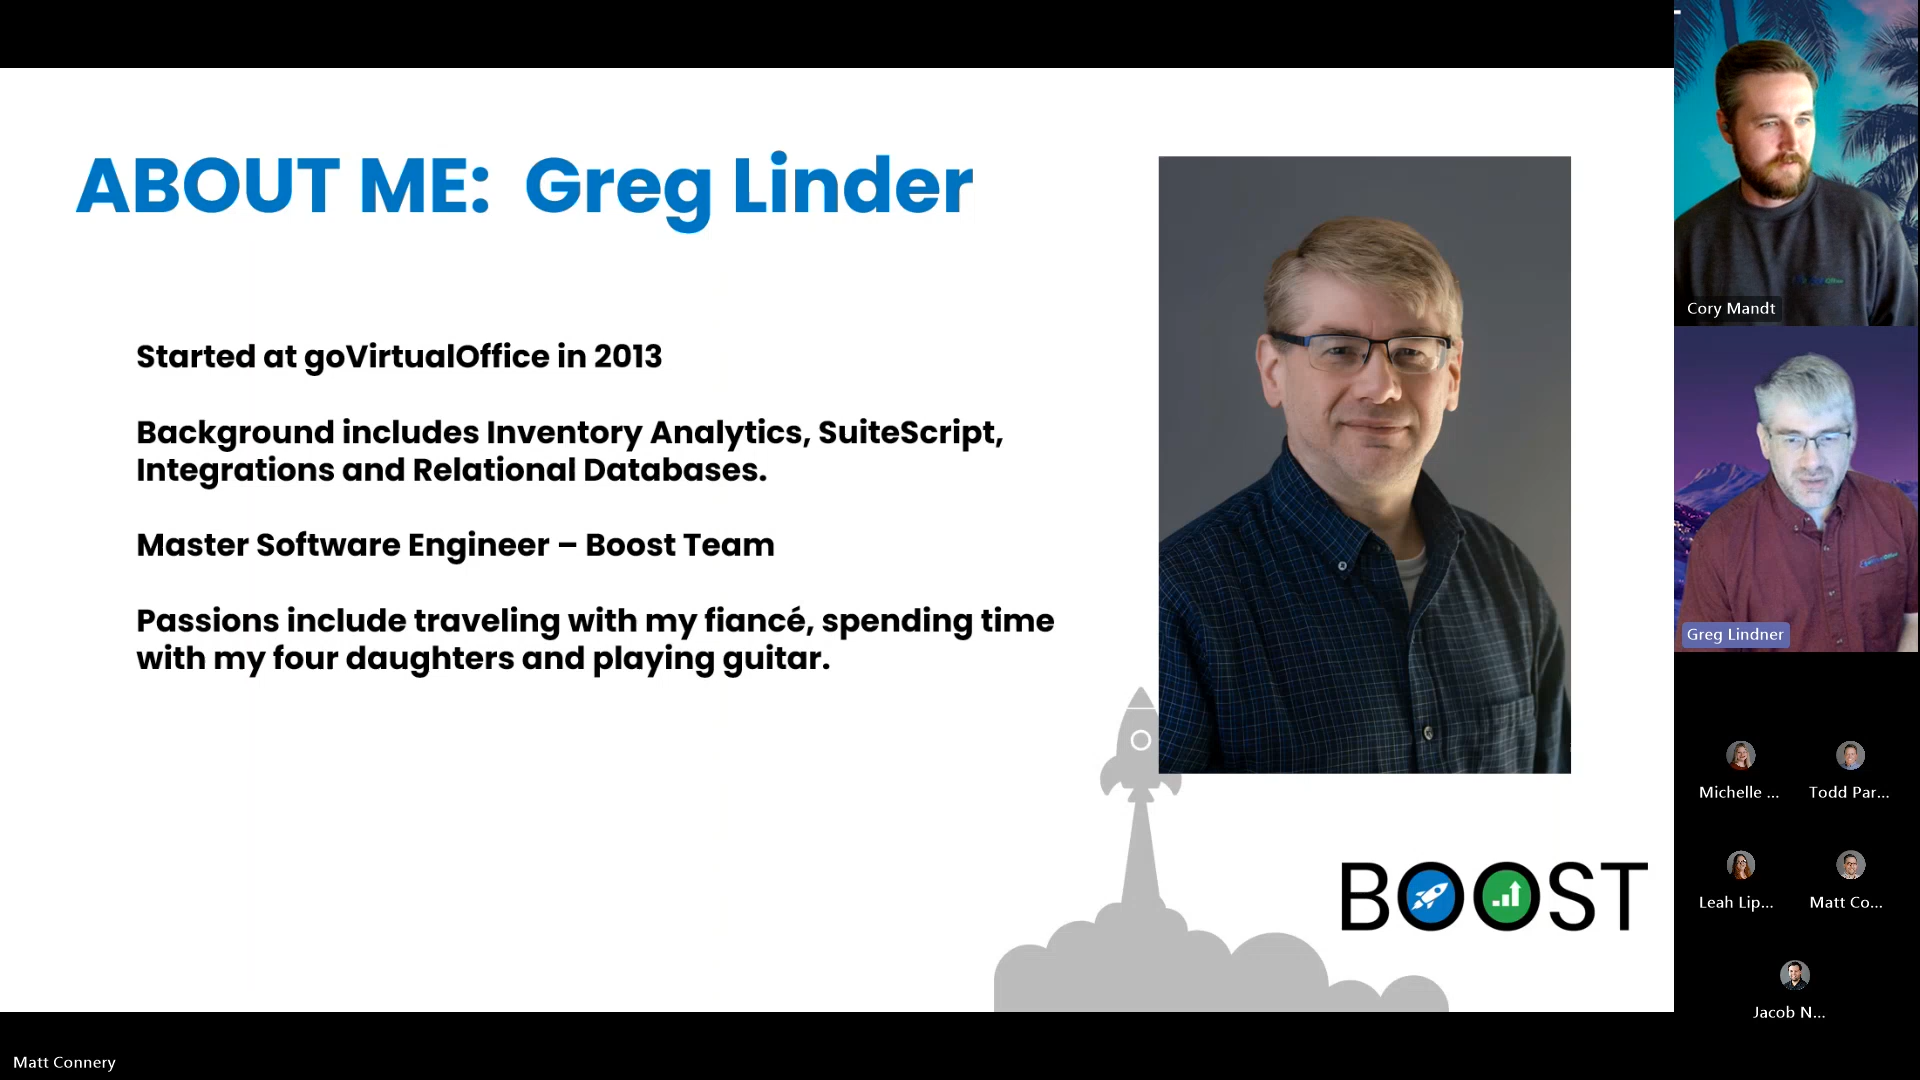 ABOUT ME: Greg Linder
Started at goVirtualOffice in 2013
Background includes Inventory Analytics, SuiteScript,
Integrations and Relational Databases.
Master Software Engineer – Boost Team
Passions include traveling with my fiancé, spending time
with my four daughters and playing guitar.
BOOST
Cory Mandt
Greg Lindner
Michelle ...
Todd Par...
Leah Lip...
Matt Co...
Jacob N...
Matt Connery